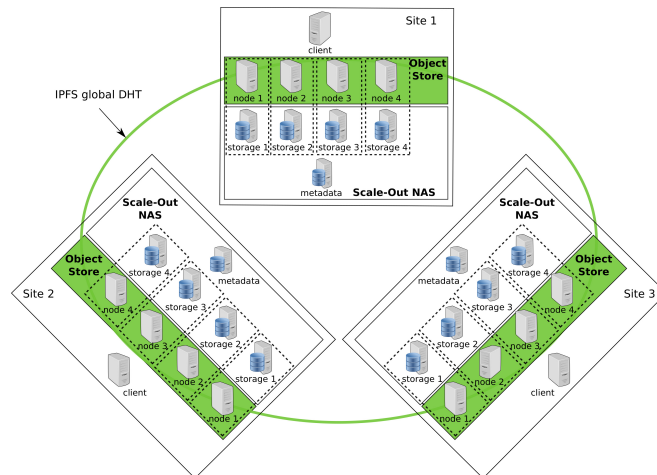 Site 1
client
Object
Store
node 1
node 2
node 3
node 4
storage 1
storage 2
storage 3
storage 4
metadata
Scale-Out NAS
IPFS global DHT
Scale-Out
NAS
Object
Store
storage 4
metadata
Site 2
node 4
storage 3
node 3
storage 2
node 2
storage 1
client
node 1
Scale-Out
NAS
storage 4
Object
Store
metadata
Site 3
node 4
storage 3
node 3
storage 2
node 2
storage 1
client
node 1